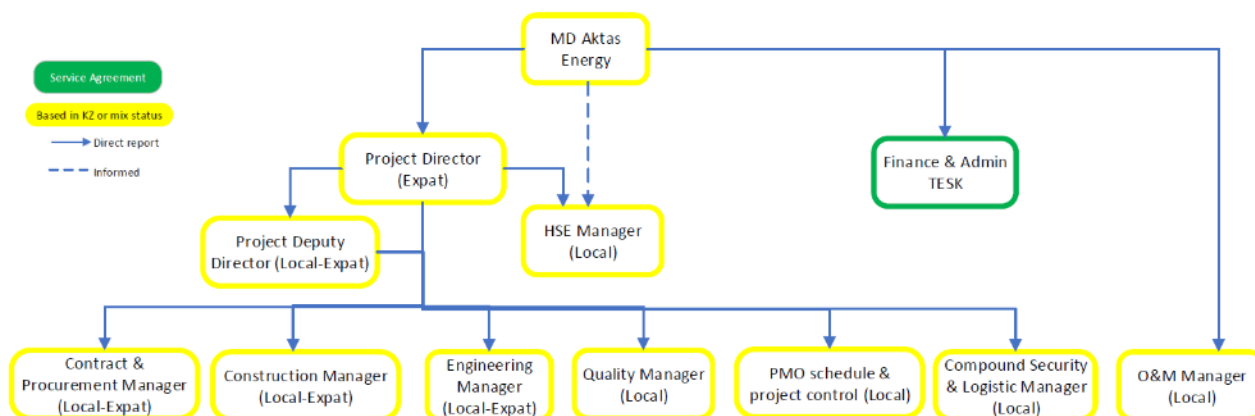 MD Aktas
Energy
Service Agreement
Based in KZ or mix status
Direct report
Informed
Project Director
(Expat)
Finance & Admin
TESK
Project Deputy
Director (Local-Expat)
HSE Manager
(Local)
Contract &
Procurement Manager
(Local-Expat)
Construction Manager
(Local-Expat)
Engineering
Manager
(Local-Expat)
Quality Manager
(Local)
PMO schedule &
project control (Local)
Compound Security
& Logistic Manager
(Local)
O&M Manager
(Local)